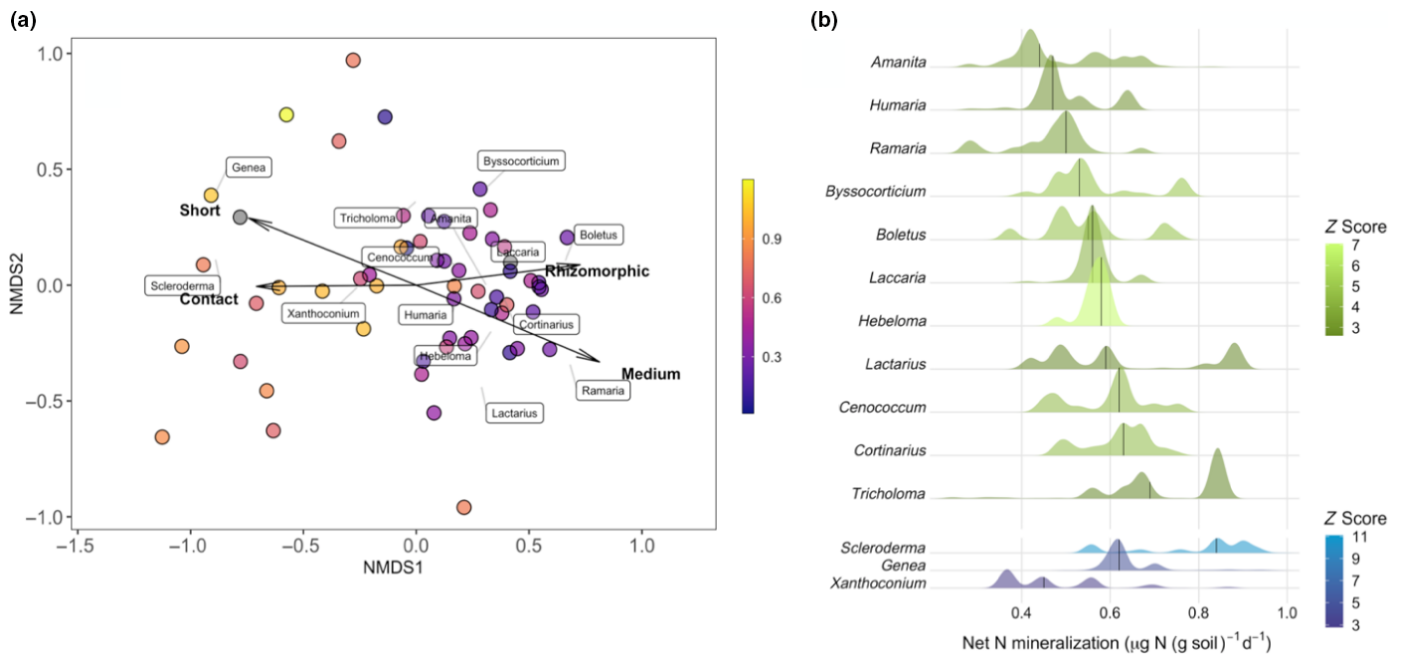 (a)
1.0
0.5
0.0
−0.5
−1.0
NMDS2
−1.5
−1.0
−0.5
0.0
0.5
1.0
NMDS1
Genea
Short
Byssocorticium
Tricholoma
Amanita
Boletus
Cenococcum
Laccaria
Rhizomorphic
Scleroderma
Contact
Xanthoconium
Humaria
Cortinarius
Hebeloma
Medium
Ramaria
Lactarius
0.9
0.6
0.3
(b)
Amanita
Humaria
Ramaria
Byssocorticium
Boletus
Laccaria
Hebeloma
Lactarius
Cenococcum
Cortinarius
Tricholoma
Scleroderma
Genea
Xanthoconium
0.4
0.6
0.8
1.0
Net N mineralization (μg N (g soil)⁻¹ d⁻¹)
Z Score
7
6
5
4
3
Z Score
11
9
7
5
3